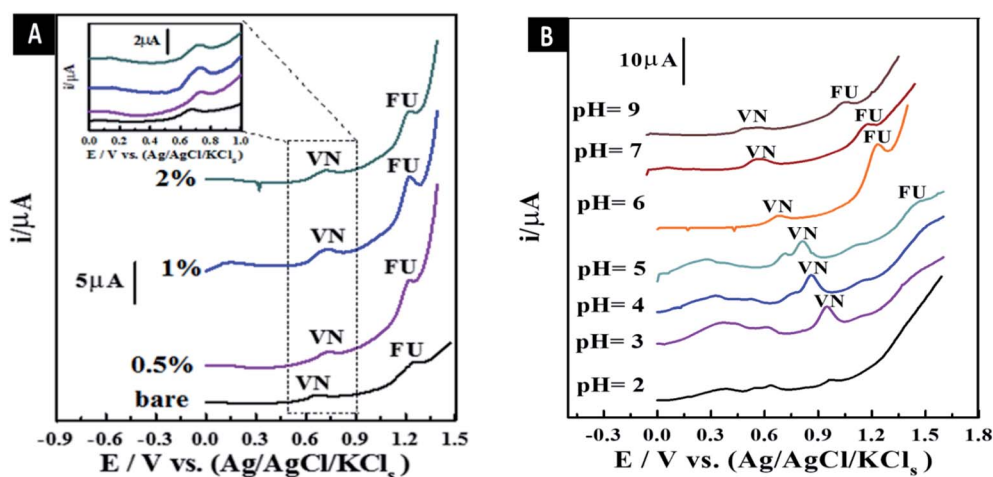 A
2μA
i/μA
0.0 0.2 0.4 0.6 0.8 1.0
E / V vs. (Ag/AgCl/KCls)
FU
VN
2%
FU
VN
1%
i/μA
5μA
FU
VN
0.5%
FU
VN
bare
-0.9 -0.6 -0.3 0.0 0.3 0.6 0.9 1.2 1.5
E / V vs. (Ag/AgCl/KCls)
B
10μA
pH= 9
VN
FU
pH= 7
VN
FU
pH= 6
VN
FU
pH= 5
VN
FU
pH= 4
VN
pH= 3
VN
pH= 2
i/μA
-0.3 0.0 0.3 0.6 0.9 1.2 1.5 1.8
E / V vs. (Ag/AgCl/KCls)